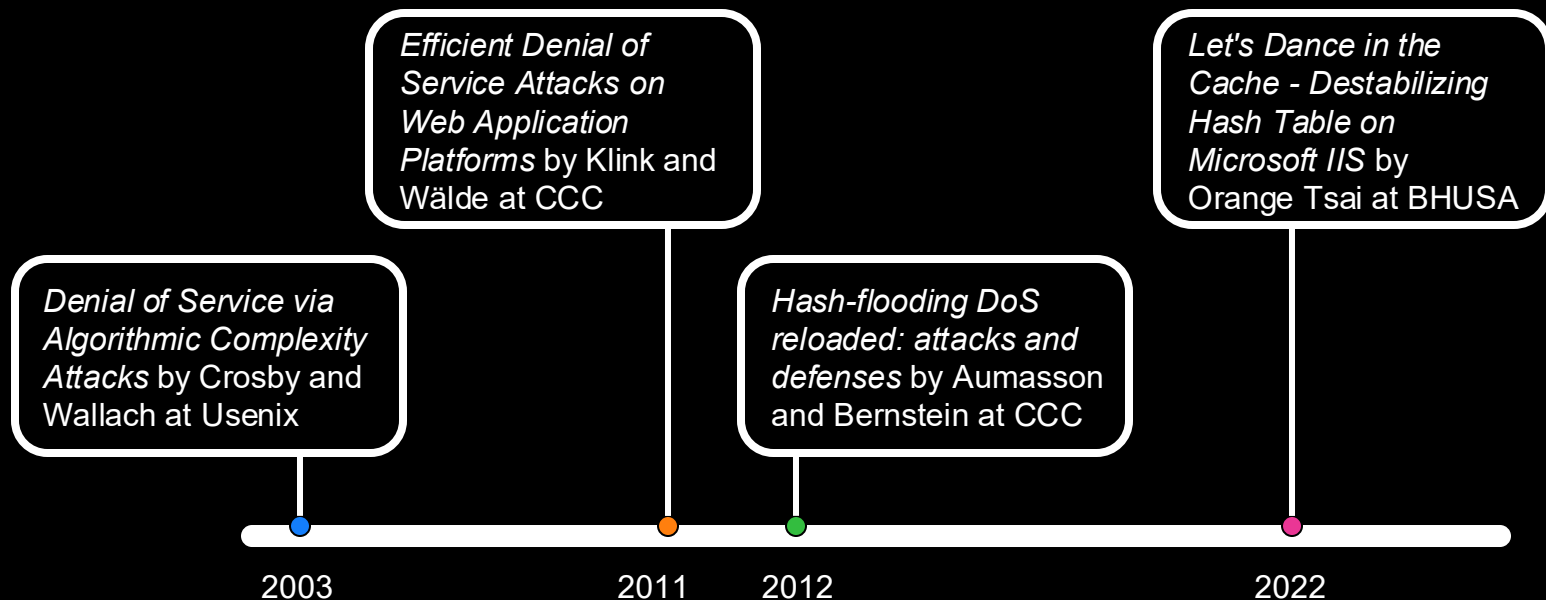 Efficient Denial of
Service Attacks on
Web Application
Platforms by Klink and
Wälde at CCC
Let's Dance in the
Cache - Destabilizing
Hash Table on
Microsoft IIS by
Orange Tsai at BHUSA
Denial of Service via
Algorithmic Complexity
Attacks by Crosby and
Wallach at Usenix
Hash-flooding DoS
reloaded: attacks and
defenses by Aumasson
and Bernstein at CCC
2003
2011
2012
2022